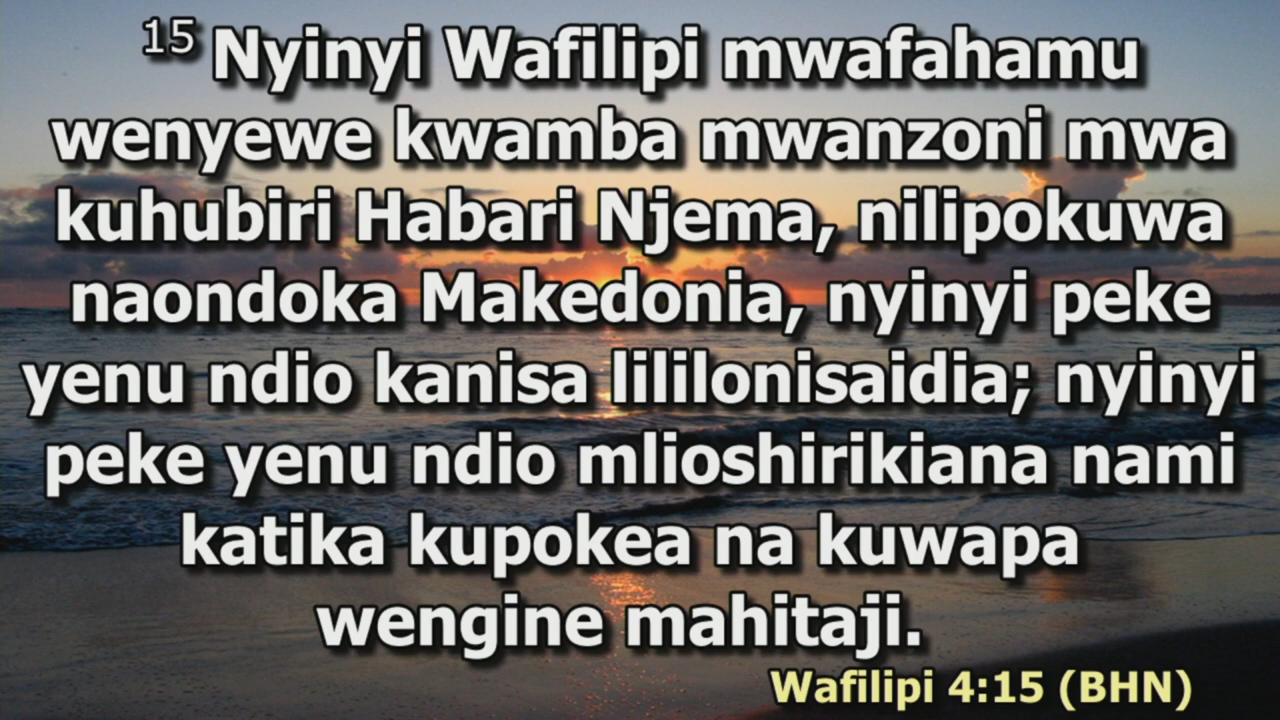 15 Nyinyi Wafilipi mwafahamu
wenyewe kwamba mwanzoni mwa
kuhubiri Habari Njema, nilipokuwa
naondoka Makedonia, nyinyi peke
yenu ndio kanisa lililonisaidia; nyinyi
peke yenu ndio mlioshirikiana nami
katika kupokea na kuwapa
wengine mahitaji.
Wafilipi 4:15 (BHN)